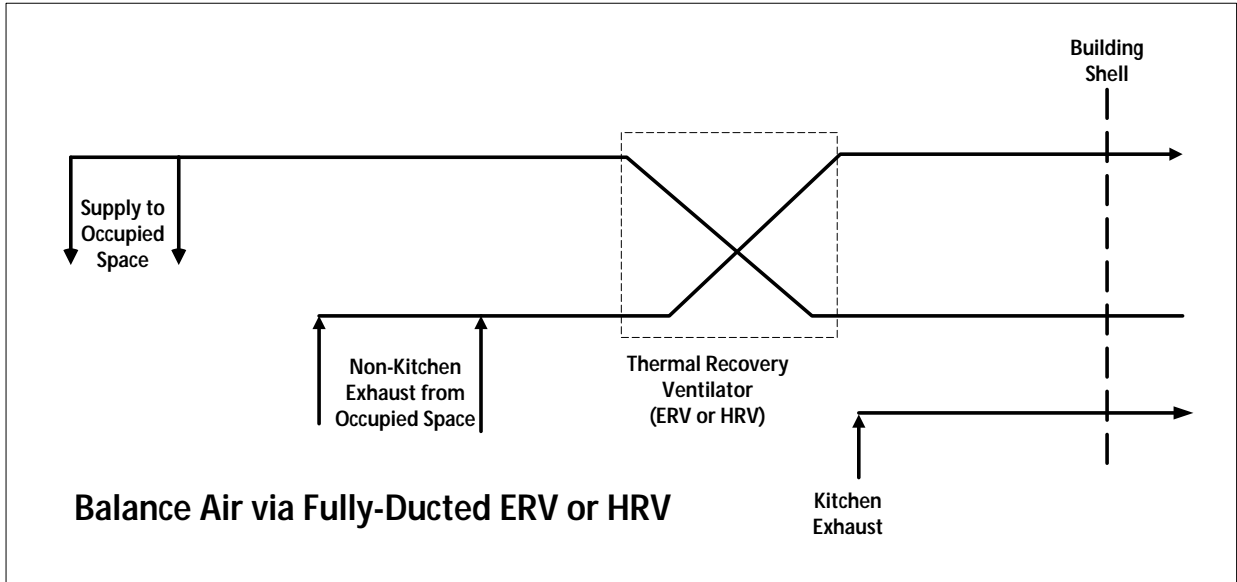 Building
Shell
Supply to
Occupied
Space
Non-Kitchen
Exhaust from
Occupied Space
Thermal Recovery
Ventilator
(ERV or HRV)
Balance Air via Fully-Ducted ERV or HRV
Kitchen
Exhaust